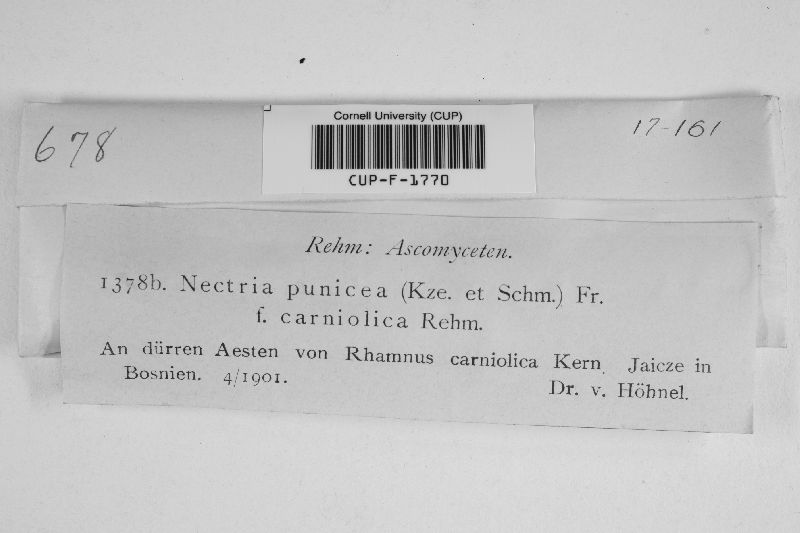 678
Cornell University (CUP)
CUP-F-1770
17-161
Rehm: Ascomyceten.
1378b. Nectria punicea (Kze. et Schm.) Fr.
f. carniolica Rehm.
An dürren Aesten von Rhamnus carniolica Kern. Jaicze in
Bosnien. 4/1901.
Dr. v. Höhnel.